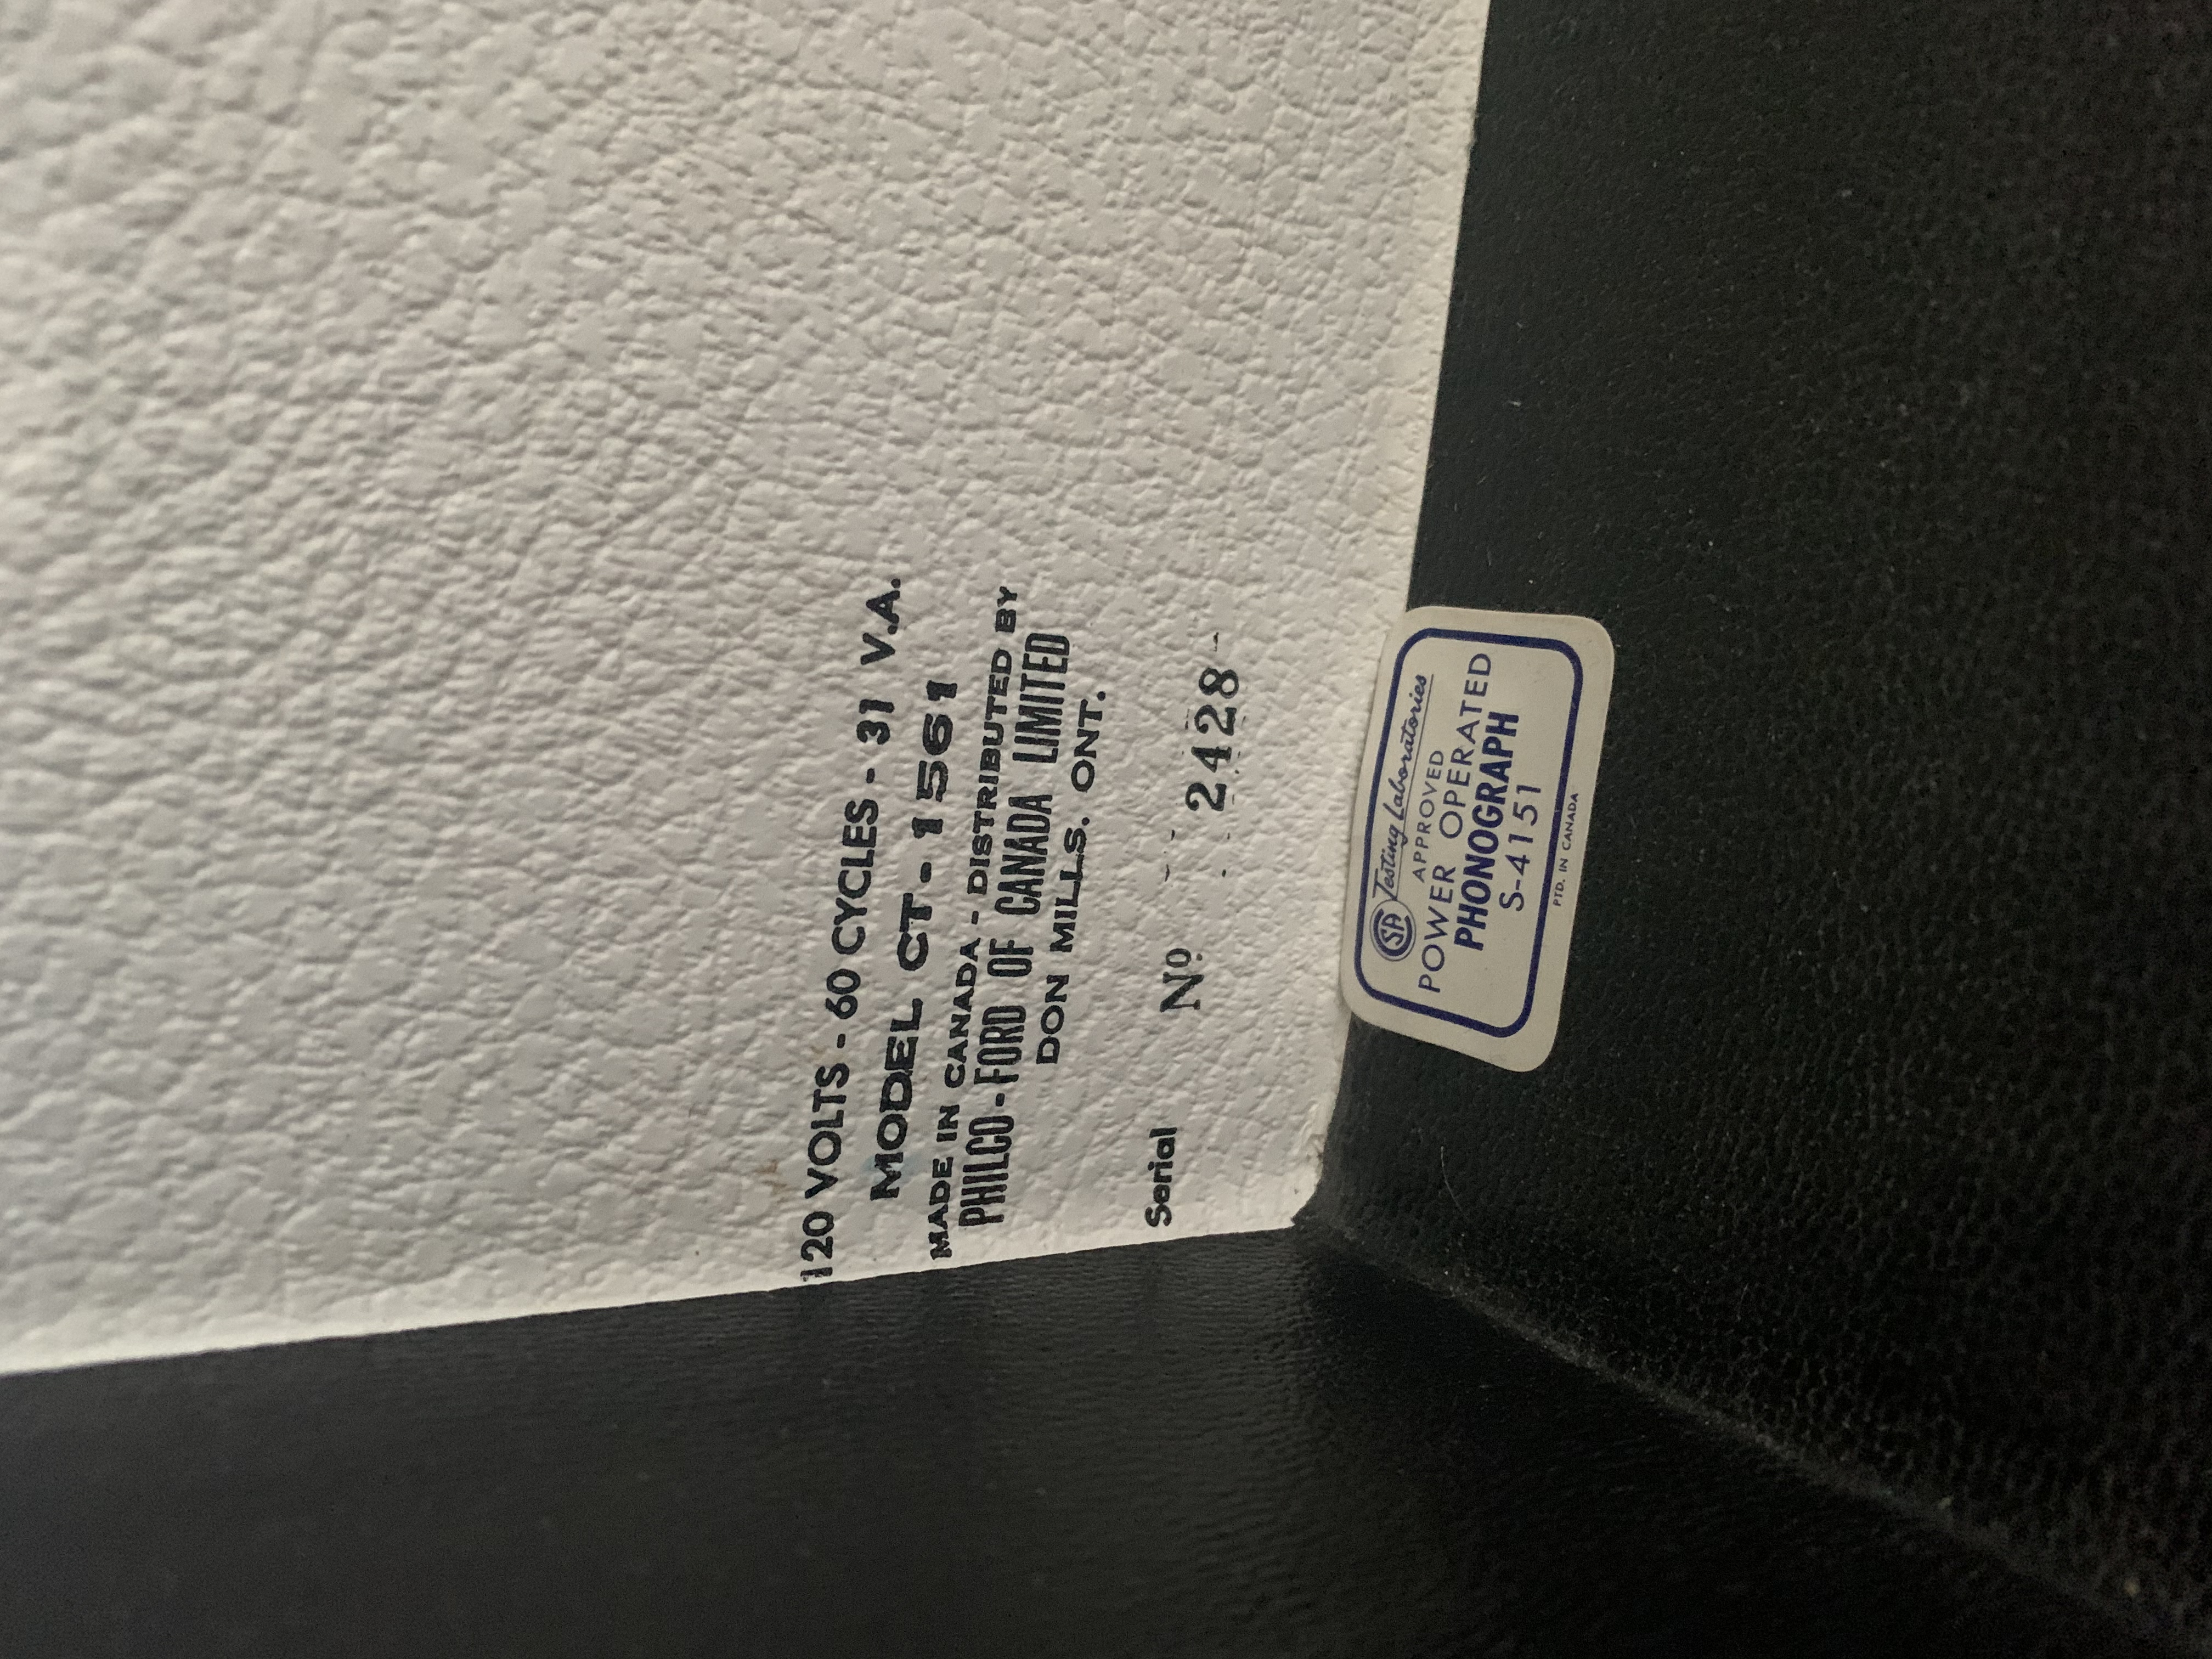 120 VOLTS - 60 CYCLES - 31 V.A.
MODEL CT-1561
MADE IN CANADA - DISTRIBUTED BY
PHILCO-FORD OF CANADA LIMITED
DON MILLS. ONT.
Serial Nº 2428
SA Testing Laboratories
APPROVED
POWER OPERATED
PHONOGRAPH
S-4151
PTD. IN CANADA